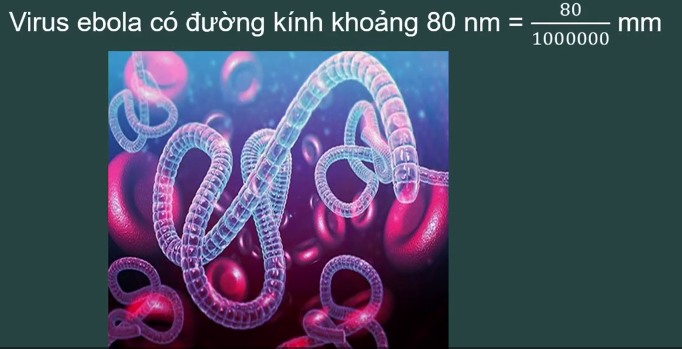 Virus ebola có đường kính khoảng 80 nm = 80/1000000 mm